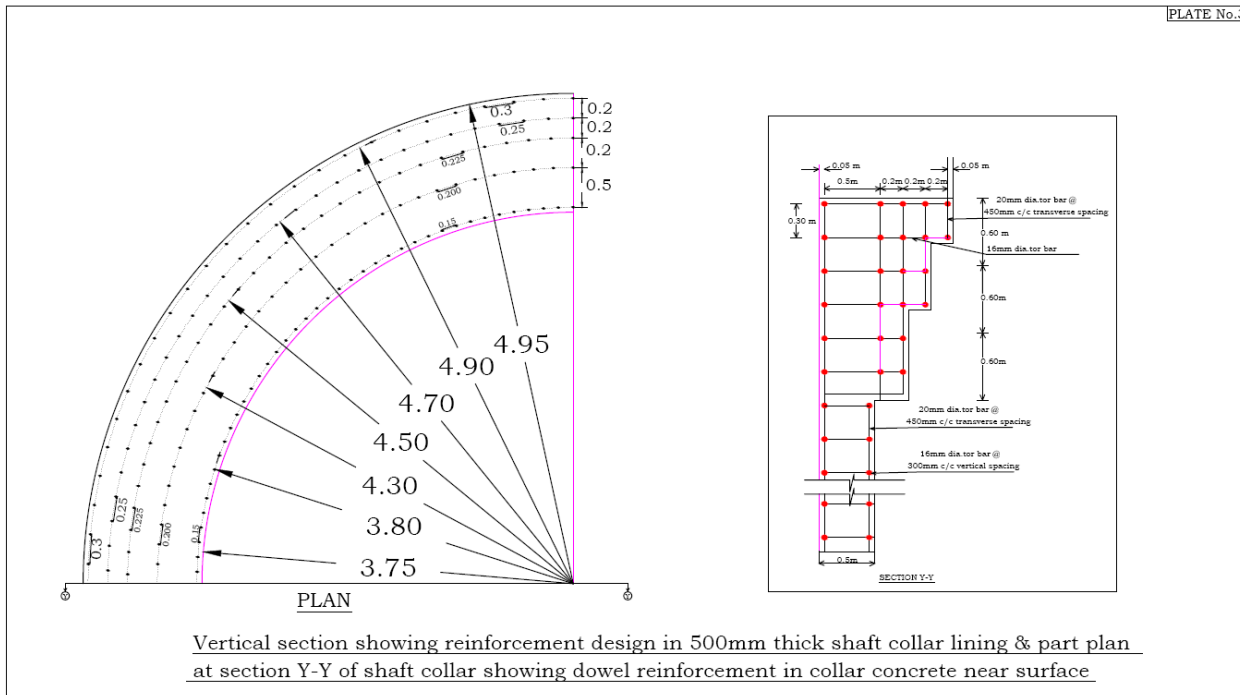 PLATE No.3
0.3
0.25
0.225
0.200
0.15
0.2
0.2
0.2
0.5
4.95
4.90
4.70
4.50
4.30
3.80
3.75
0.3
0.25
0.225
0.200
0.15
Y
Y
PLAN
0.05 m
0.05 m
0.5m
0.2m
0.2m
0.2m
0.30 m
20mm dia.tor bar @
450mm c/c transverse spacing
0.60 m
16mm dia.tor bar
0.60m
0.60m
20mm dia.tor bar @
450mm c/c transverse spacing
16mm dia.tor bar @
300mm c/c vertical spacing
0.5m
SECTION Y-Y
Vertical section showing reinforcement design in 500mm thick shaft collar lining & part plan
at section Y-Y of shaft collar showing dowel reinforcement in collar concrete near surface